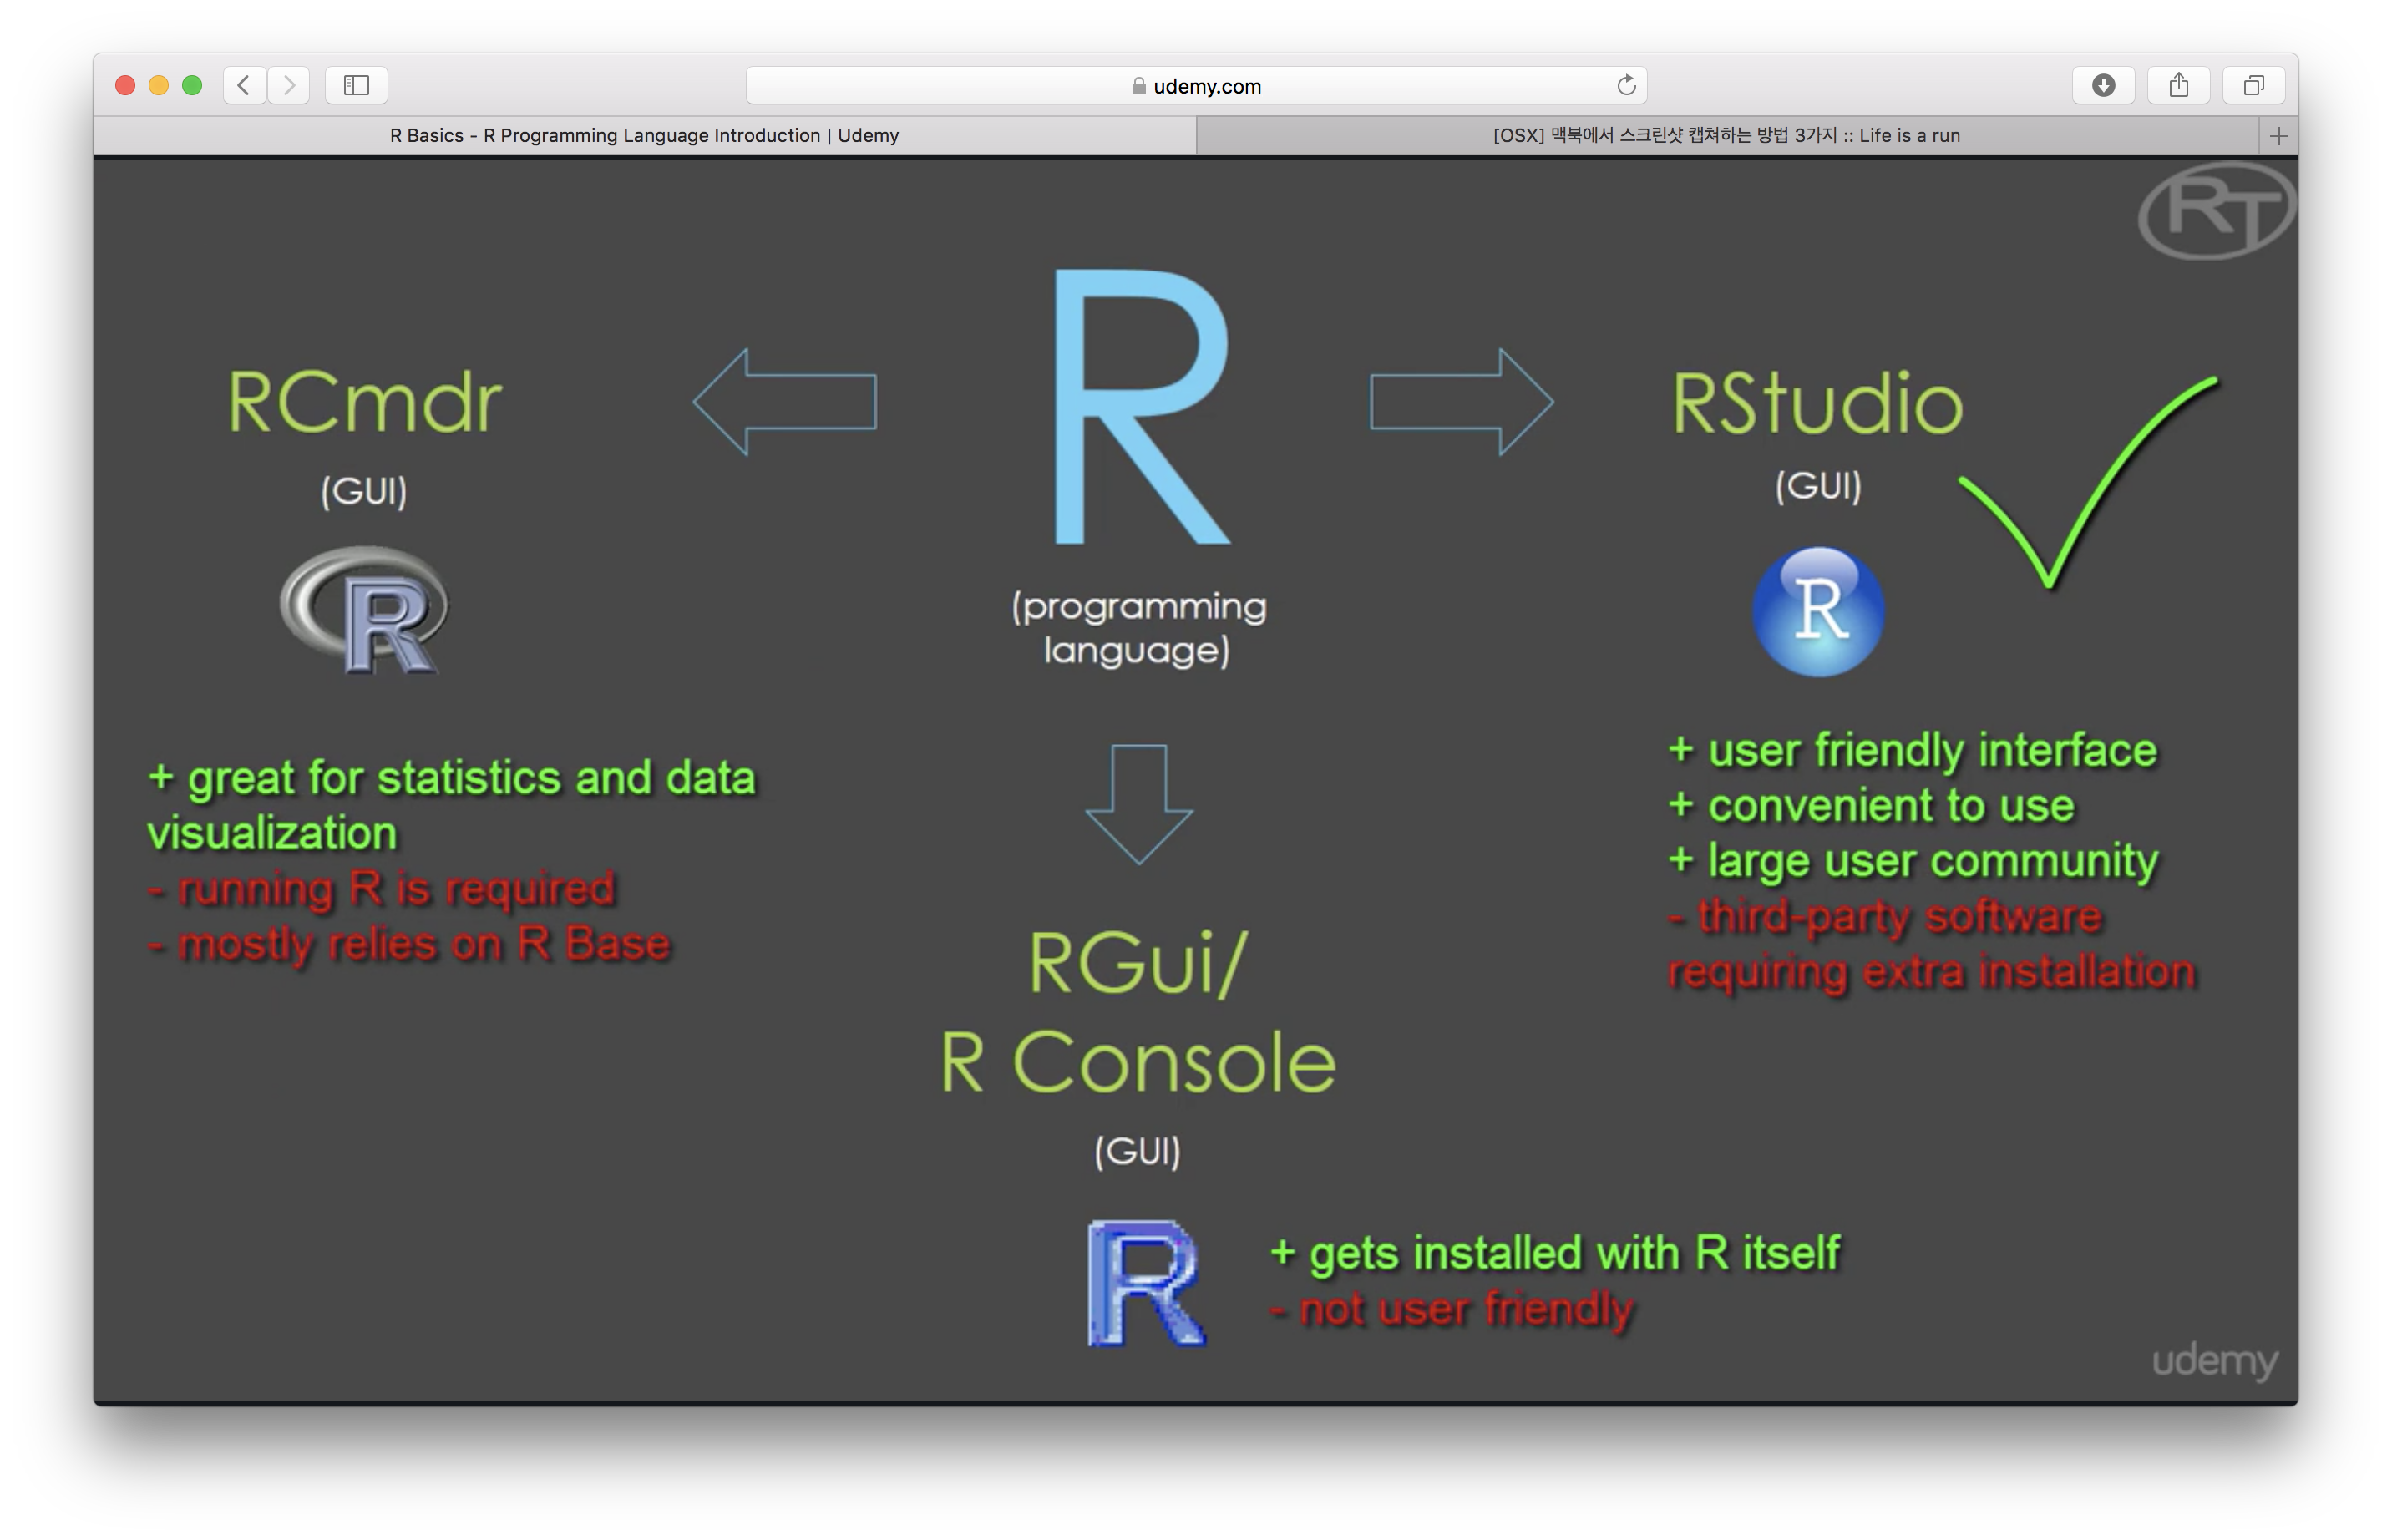 udemy.com
R Basics - R Programming Language Introduction | Udemy
[OSX] 맥북에서 스크린샷 캡쳐하는 방법 3가지 :: Life is a run
RT
R
(programming
language)
RCmdr
(GUI)
R
+ great for statistics and data
visualization
- running R is required
- mostly relies on R Base
RStudio
(GUI)
R
+ user friendly interface
+ convenient to use
+ large user community
- third-party software
requiring extra installation
RGui/
R Console
(GUI)
R
+ gets installed with R itself
- not user friendly
udemy